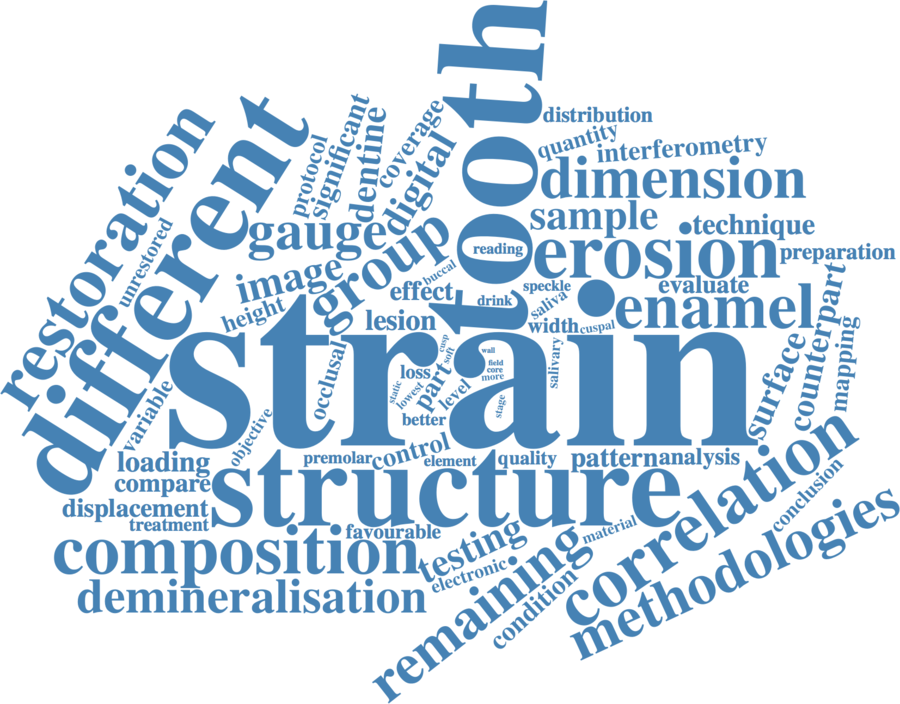 tooth
distribution
quantity
interferometry
coverage
significant
protocol
dentine
digital
dimension
restoration
different
unrestored
gauge
group
sample
technique
reading
erosion
preparation
image
buccal
effect
drink
speckle
saliva
evaluate
enamel
height
lesion
width
cuspal
counterpart
mapping
surface
strain
occlusal
cusp
soft
wall
field
core
more
loss
part
static
lowest
level
stage
salivary
better
variable
objective
loading
compare
premolar
control
element
quality
pattern
analysis
structure
displacement
treatment
favourable
correlation
conclusion
composition
testing
electronic
material
methodologies
remaining
condition
demineralisation